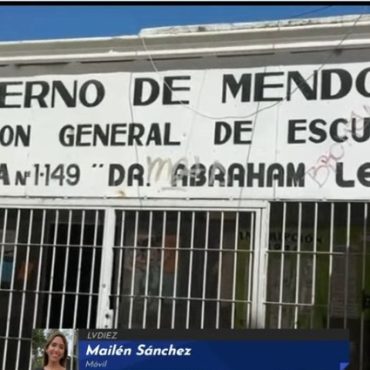 ERNO DE MENDO
ON GENERAL DE ESCU
A Nº 1-149 "DR. ABRAHAM LE
LVDIEZ
Mailén Sánchez
Móvil